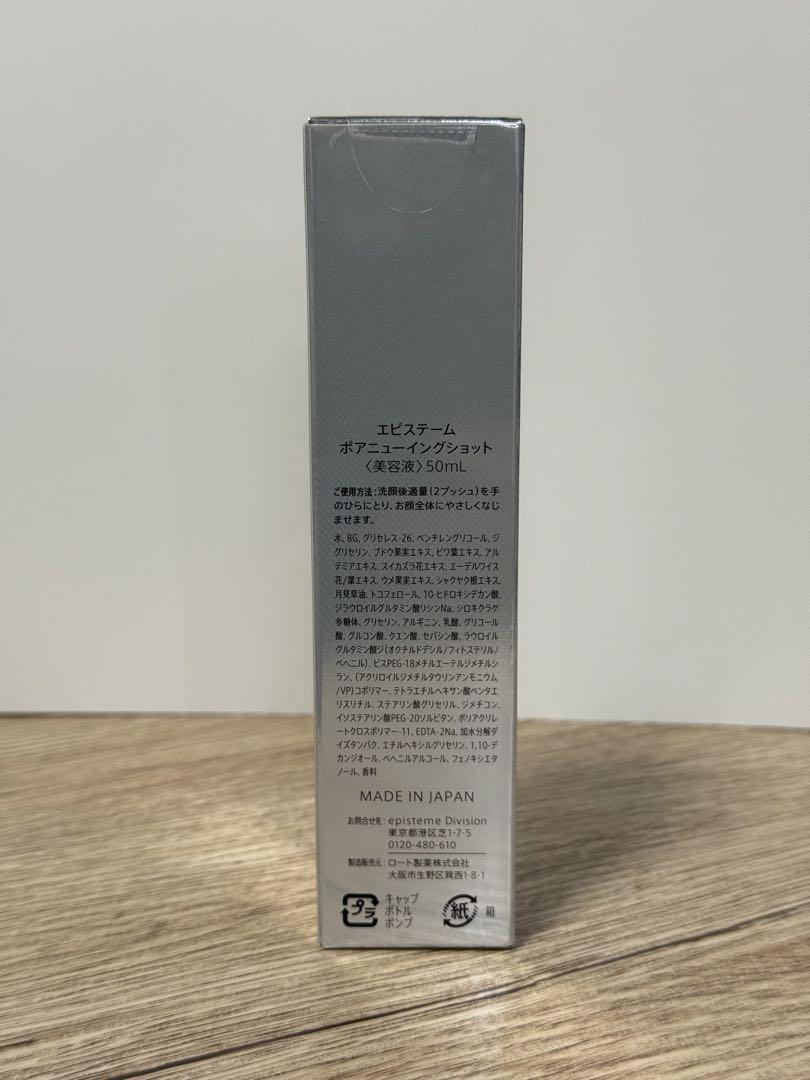 エピステーム
ポアニューイングショット
〈美容液〉50mL
ご使用方法:洗顔後適量(2プッシュ)を手
のひらにとり、お顔全体にやさしくなじ
ませます。
水、BG、グリセレス-26、ペンチレングリコール、ジ
グリセリン、ブドウ果実エキス、ビワ葉エキス、アル
テミアエキス、スイカズラ花エキス、エーデルワイス
花/葉エキス、ウメ果実エキス、シャクヤク根エキス、
月見草油、トコフェロール、10-ヒドロキシデカン酸、
ジラウロイルグルタミン酸リシンNa、シロキクラゲ
多糖体、グリセリン、アルギニン、乳酸、グリコール
酸、グルコン酸、クエン酸、セバシン酸、ラウロイル
グルタミン酸ジ(オクチルドデシル/フィトステリル/
ベヘニル)、ビスPEG-18メチルエーテルジメチルシ
ラン、(アクリロイルジメチルタウリンアンモニウム
/VP)コポリマー、テトラエチルヘキサン酸ペンタエ
リスリチル、ステアリン酸グリセリル、ジメチコン、
イソステアリン酸PEG-20ソルビタン、ポリアクリレ
ートクロスポリマー-11、EDTA-2Na、加水分解ダ
イズタンパク、エチルヘキシルグリセリン、1,10-デ
カンジオール、ベヘニルアルコール、フェノキシエタ
ノール、香料
MADE IN JAPAN
お問合せ先:episteme Division
東京都港区芝1-7-5
0120-480-610
製造販売元:ロート製薬株式会社
大阪市生野区巽西1-8-1
プラ キャップ
ボトル
ポンプ
紙 箱